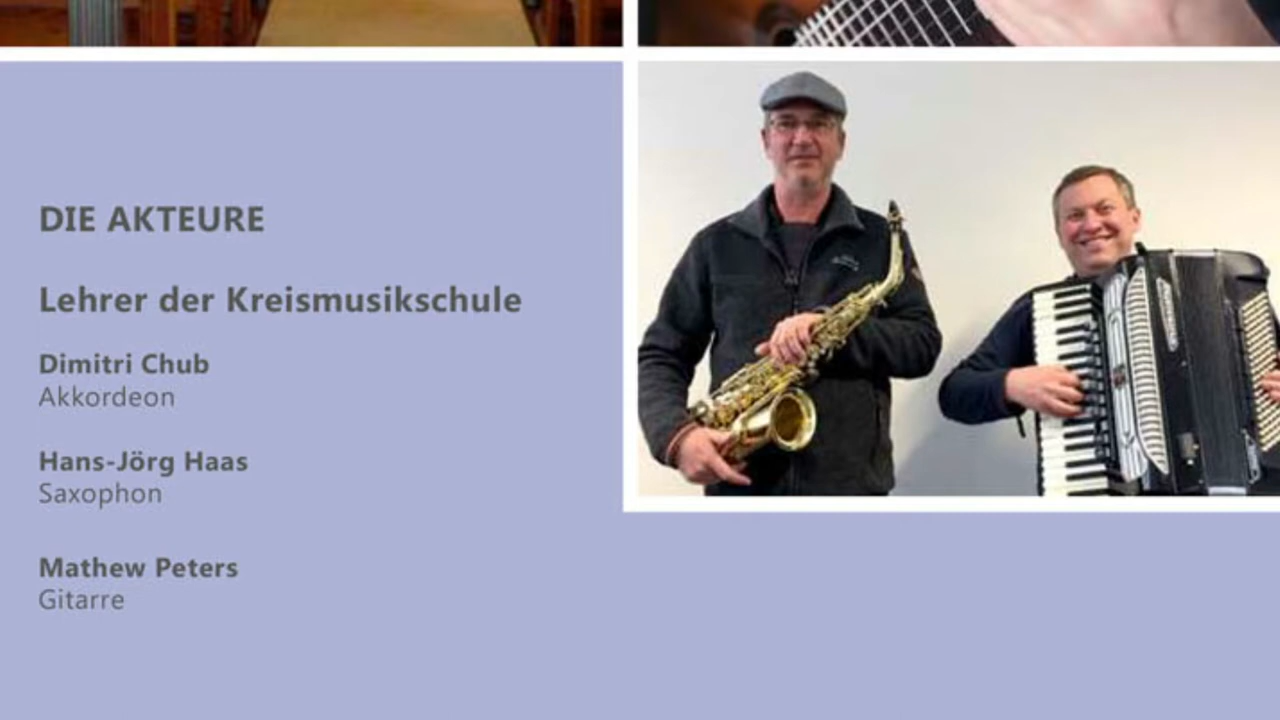 DIE AKTEURE
Lehrer der Kreismusikschule
Dimitri Chub
Akkordeon
Hans-Jörg Haas
Saxophon
Mathew Peters
Gitarre